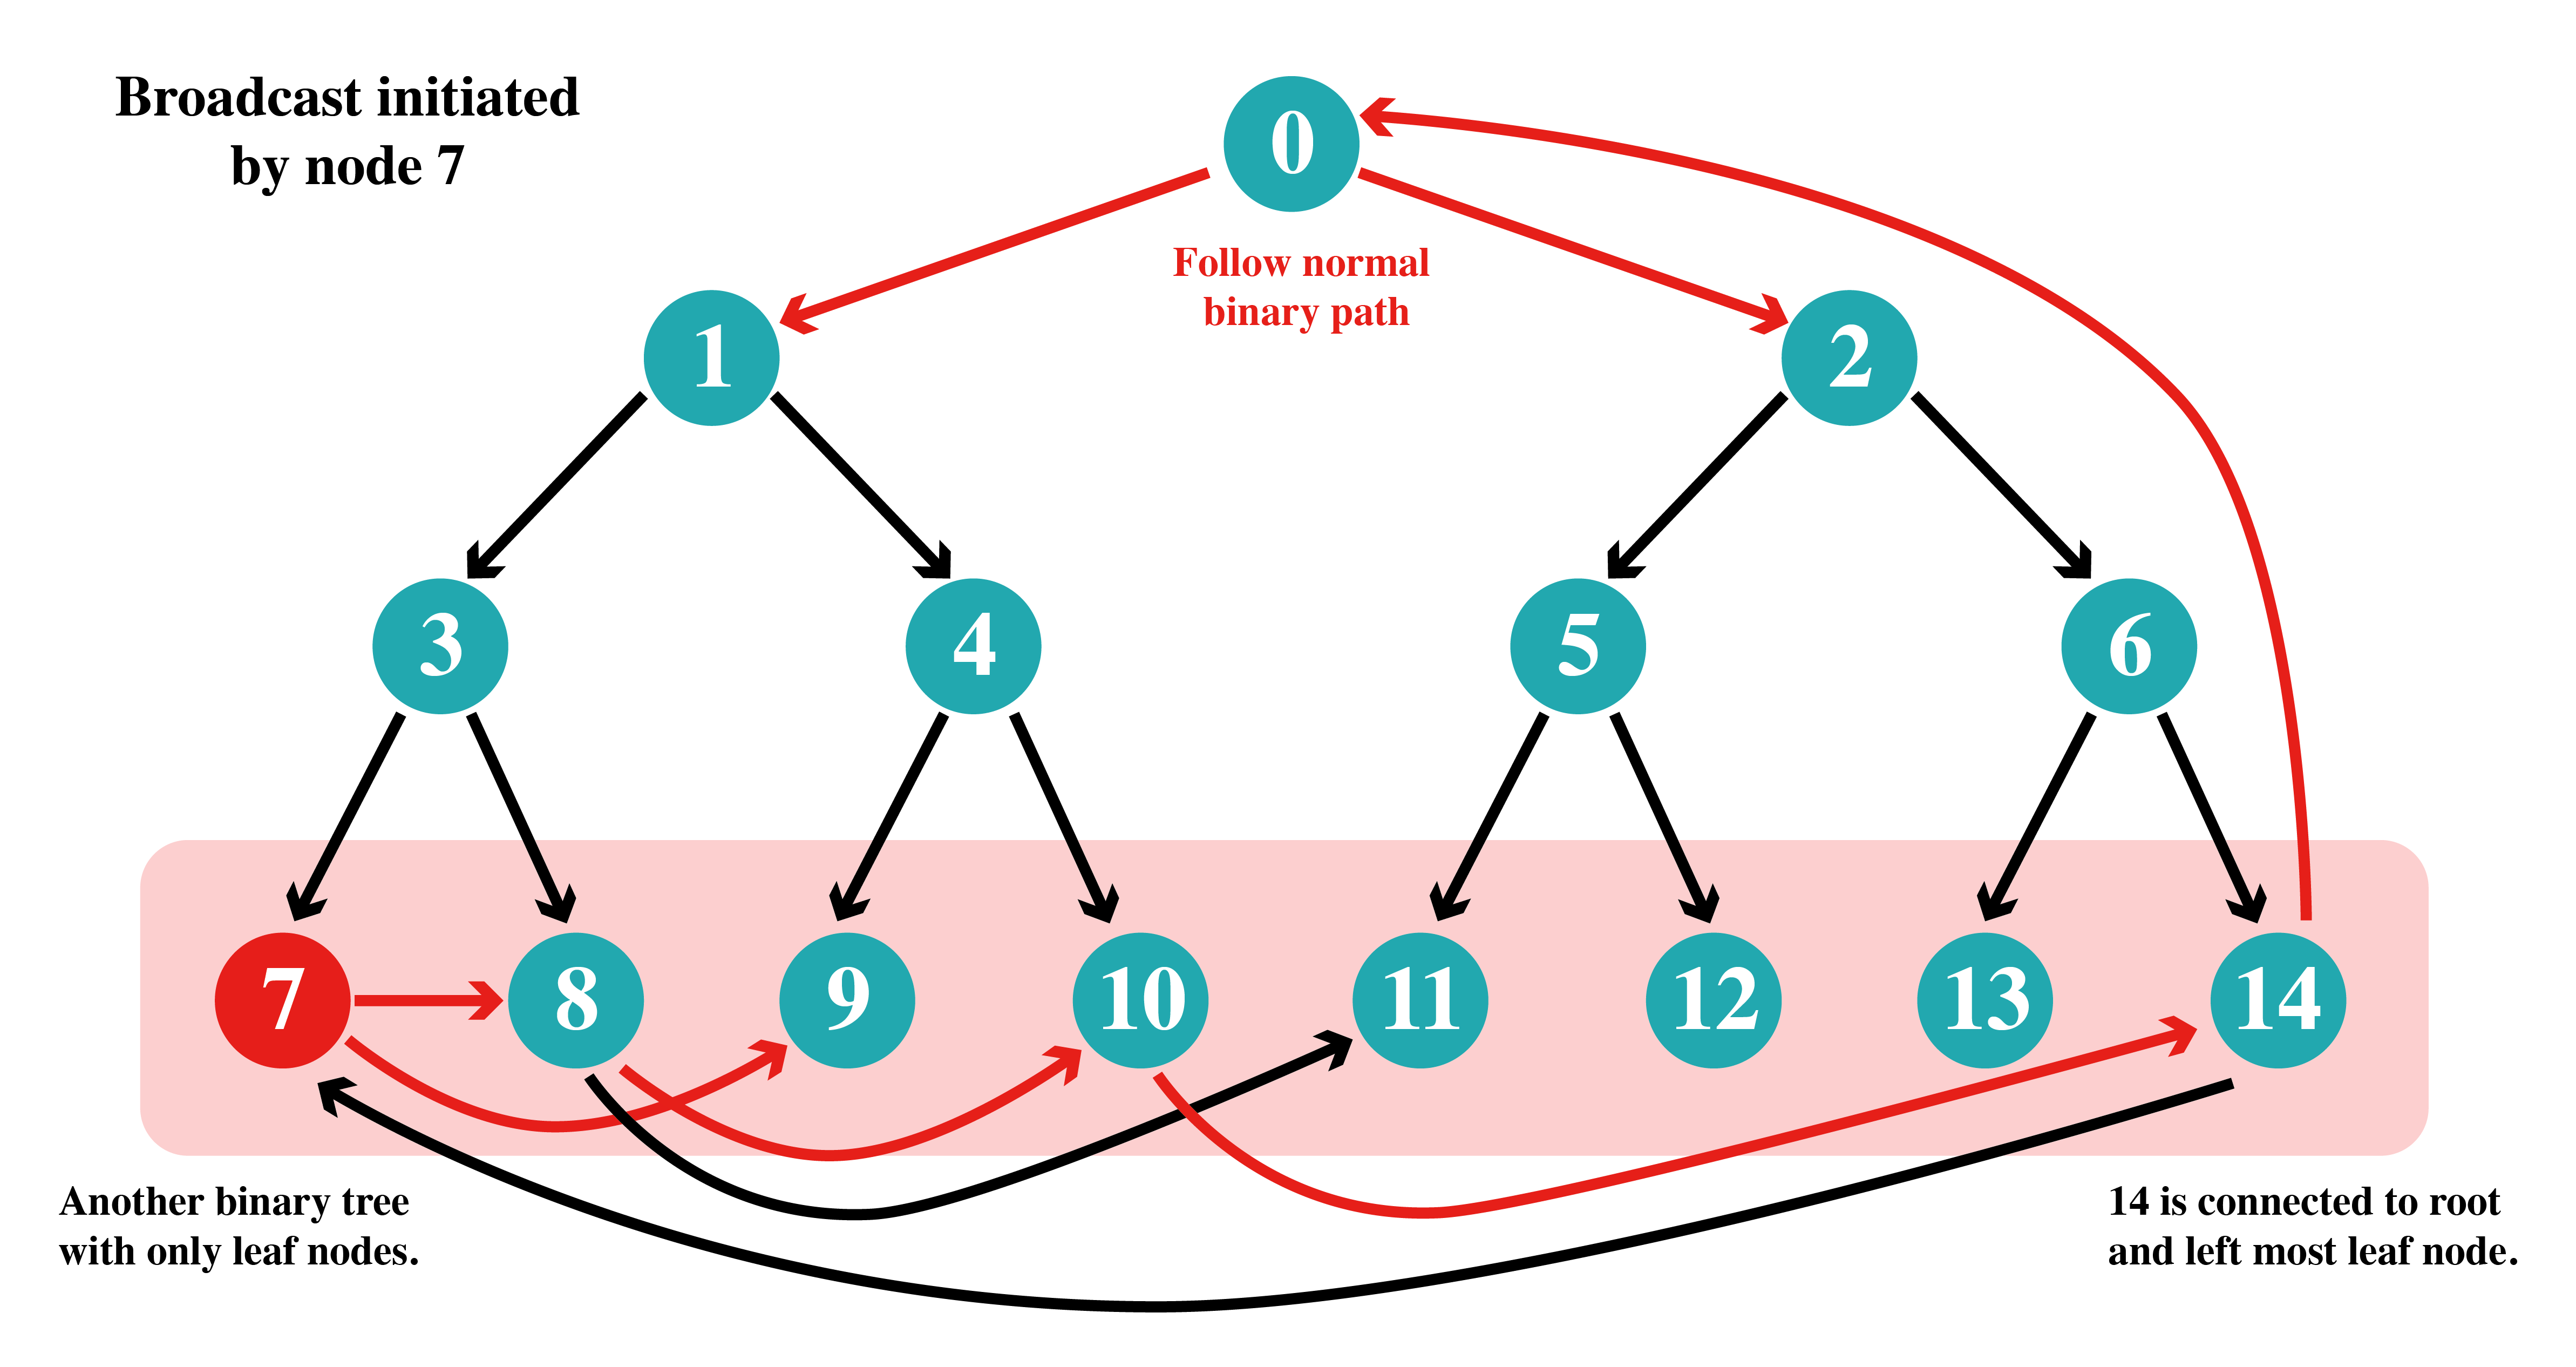 Broadcast initiated
by node 7
0
Follow normal
binary path
1
2
3
4
5
6
7
8
9
10
11
12
13
14
Another binary tree
with only leaf nodes.
14 is connected to root
and left most leaf node.